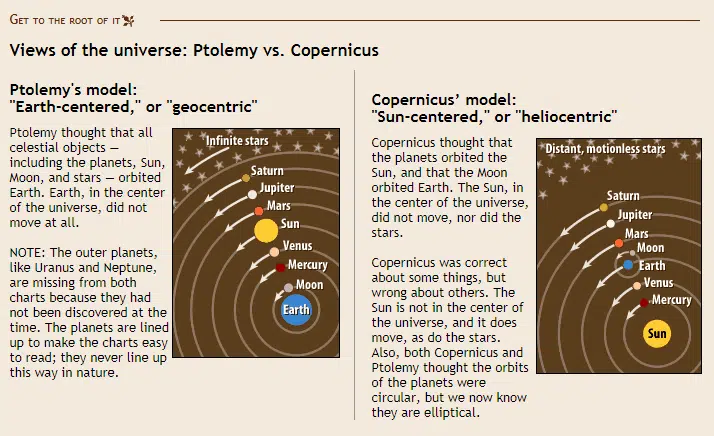 Get to the root of it
Views of the universe: Ptolemy vs. Copernicus
Ptolemy's model:
"Earth-centered," or "geocentric"
Ptolemy thought that all
celestial objects —
including the planets, Sun,
Moon, and stars — orbited
Earth. Earth, in the center
of the universe, did not
move at all.
NOTE: The outer planets,
like Uranus and Neptune,
are missing from both
charts because they had
not been discovered at the
time. The planets are lined
up to make the charts easy
to read; they never line up
this way in nature.
Infinite stars
Saturn
Jupiter
Mars
Sun
Venus
Mercury
Moon
Earth
Copernicus’ model:
"Sun-centered," or "heliocentric"
Copernicus thought that
the planets orbited the
Sun, and that the Moon
orbited Earth. The Sun, in
the center of the universe,
did not move, nor did the
stars.
Copernicus was correct
about some things, but
wrong about others. The
Sun is not in the center of
the universe, and it does
move, as do the stars.
Also, both Copernicus and
Ptolemy thought the orbits
of the planets were
circular, but we now know
they are elliptical.
Distant, motionless stars
Saturn
Jupiter
Mars
Moon
Earth
Venus
Mercury
Sun